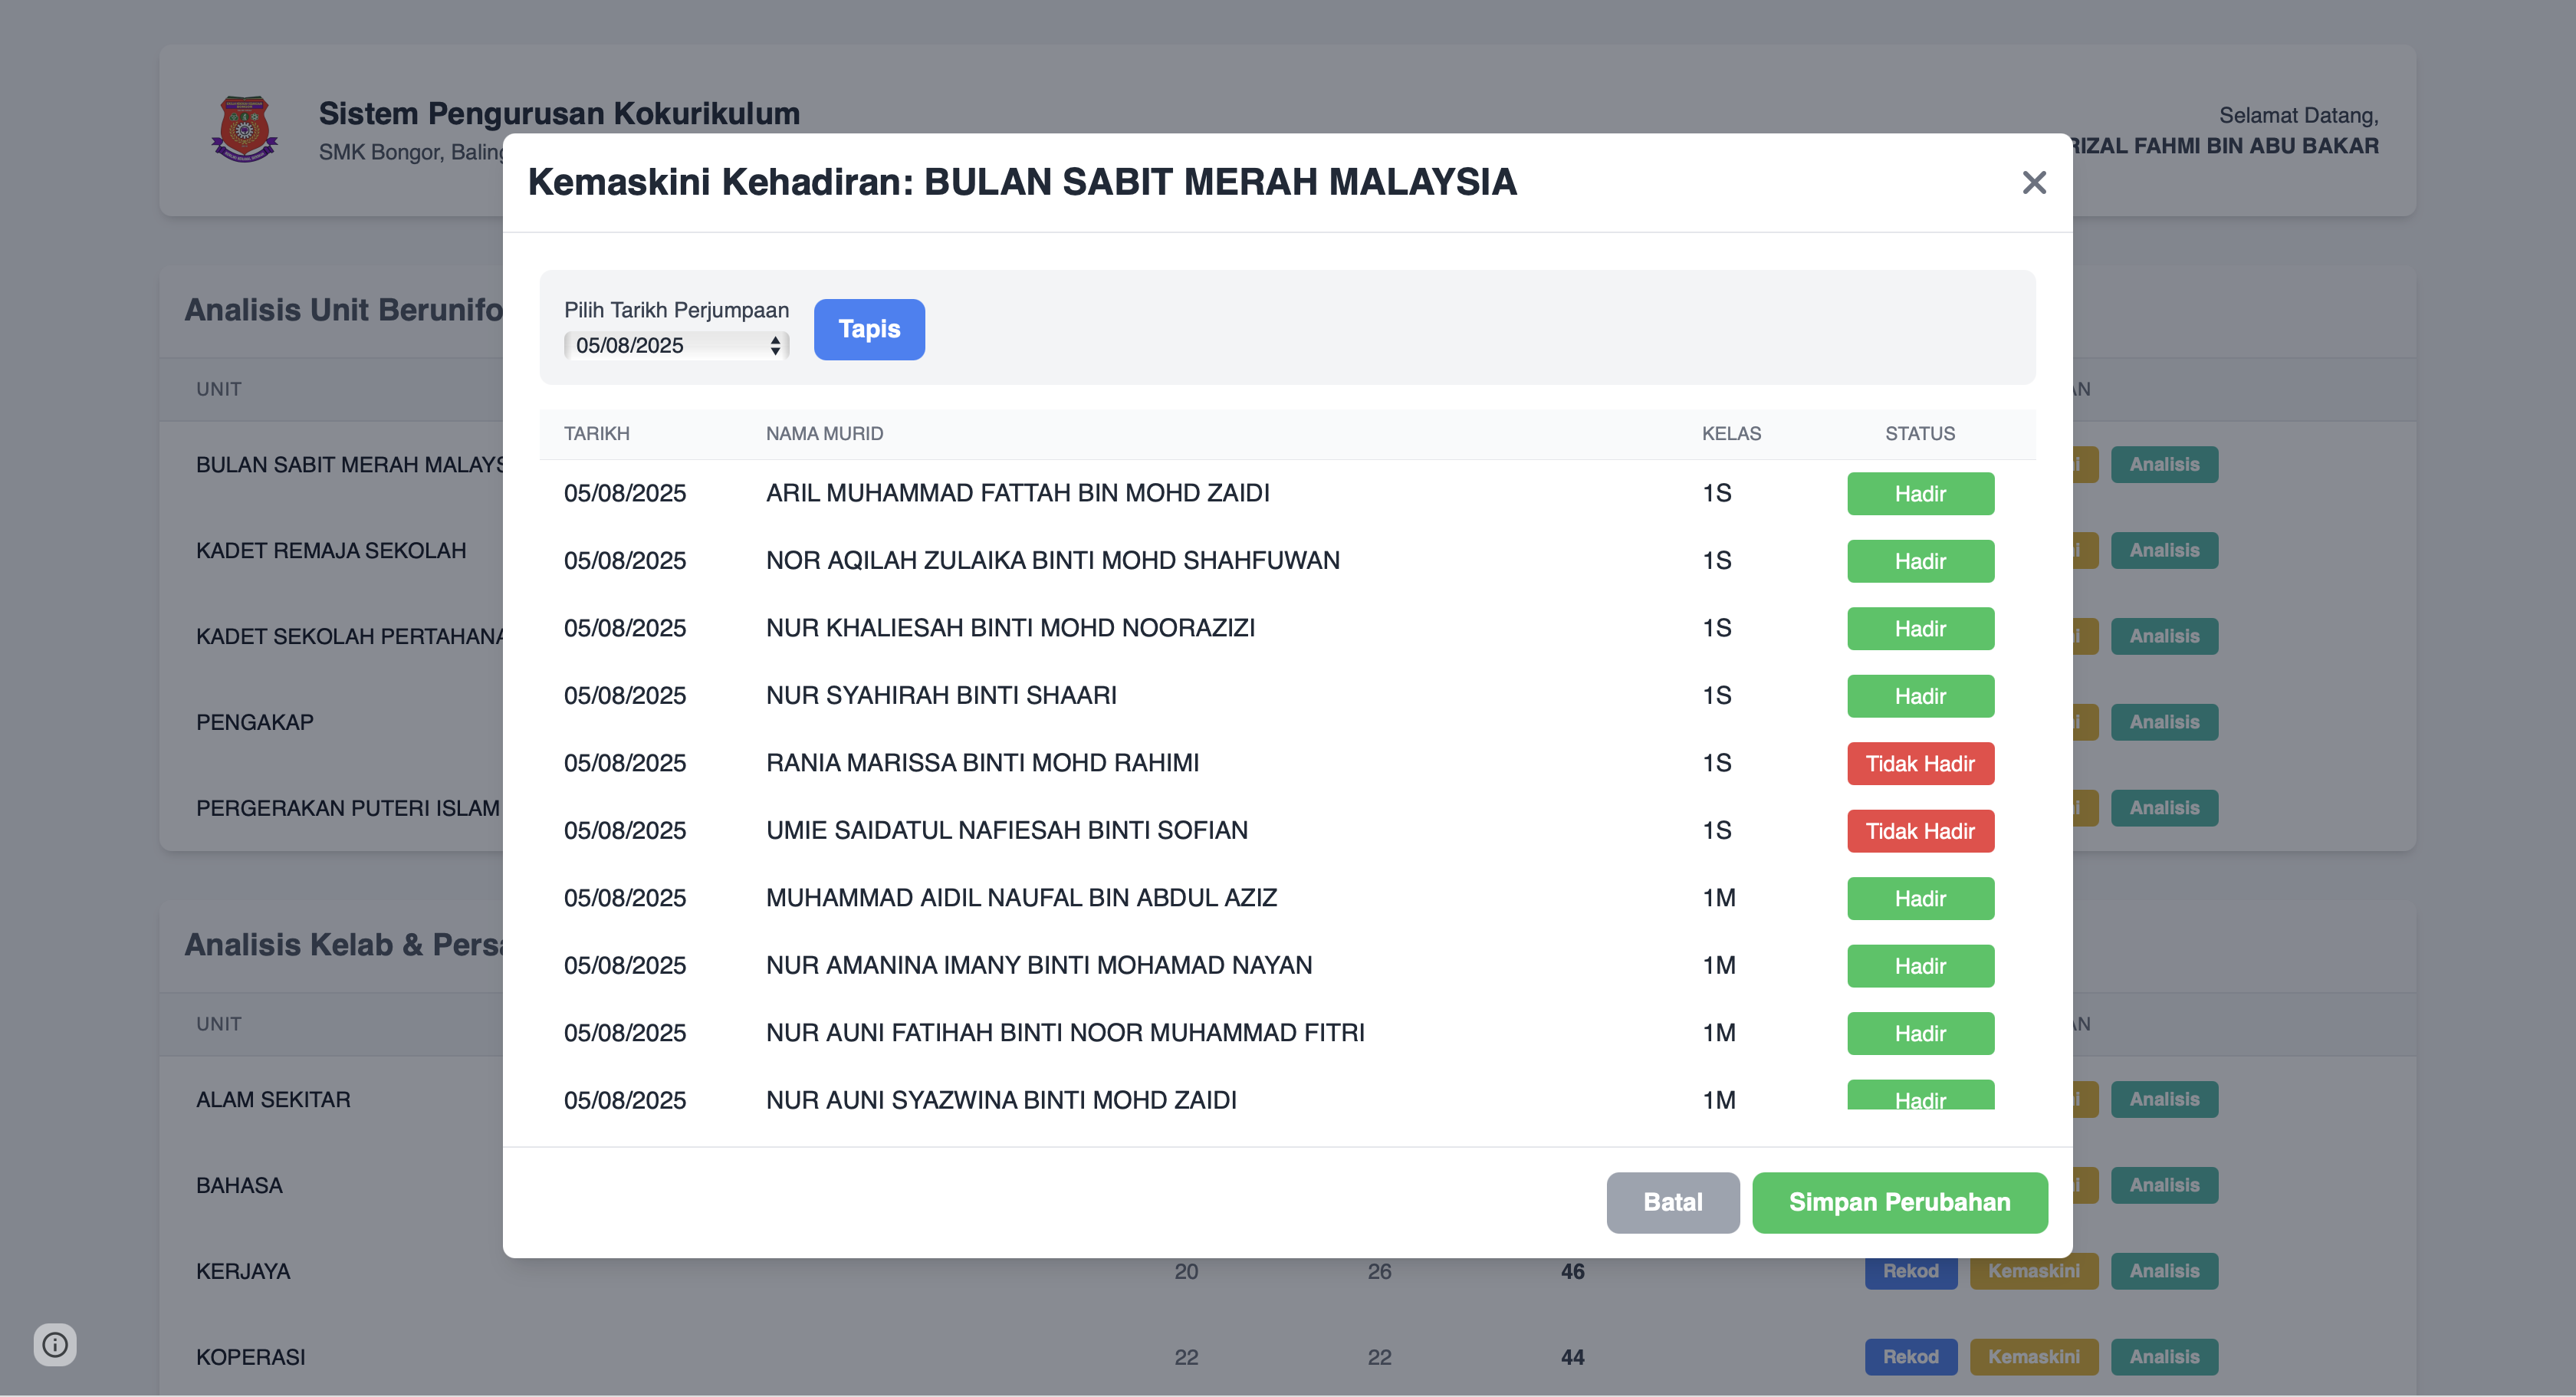 Sistem Pengurusan Kokurikulum
SMK Bongor, Baling
Selamat Datang,
RIZAL FAHMI BIN ABU BAKAR
Kemaskini Kehadiran: BULAN SABIT MERAH MALAYSIA
Pilih Tarikh Perjumpaan
05/08/2025
Tapis
TARIKH NAMA MURID KELAS STATUS
05/08/2025 ARIL MUHAMMAD FATTAH BIN MOHD ZAIDI 1S Hadir
05/08/2025 NOR AQILAH ZULAIKA BINTI MOHD SHAHFUWAN 1S Hadir
05/08/2025 NUR KHALIESAH BINTI MOHD NOORAZIZI 1S Hadir
05/08/2025 NUR SYAHIRAH BINTI SHAARI 1S Hadir
05/08/2025 RANIA MARISSA BINTI MOHD RAHIMI 1S Tidak Hadir
05/08/2025 UMIE SAIDATUL NAFIESAH BINTI SOFIAN 1S Tidak Hadir
05/08/2025 MUHAMMAD AIDIL NAUFAL BIN ABDUL AZIZ 1M Hadir
05/08/2025 NUR AMANINA IMANY BINTI MOHAMAD NAYAN 1M Hadir
05/08/2025 NUR AUNI FATIHAH BINTI NOOR MUHAMMAD FITRI 1M Hadir
05/08/2025 NUR AUNI SYAZWINA BINTI MOHD ZAIDI 1M Hadir
Batal Simpan Perubahan
Analisis Unit Berunifo
UNIT
BULAN SABIT MERAH MALAYS Analisis
KADET REMAJA SEKOLAH Analisis
KADET SEKOLAH PERTAHANA Analisis
PENGAKAP Analisis
PERGERAKAN PUTERI ISLAM Analisis
Analisis Kelab & Persa
UNIT
ALAM SEKITAR Analisis
BAHASA Analisis
KERJAYA 20 26 46 Rekod Kemaskini Analisis
KOPERASI 22 22 44 Rekod Kemaskini Analisis